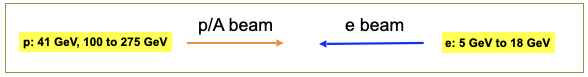 p/A beam
e beam
p: 41 GeV, 100 to 275 GeV
e: 5 GeV to 18 GeV